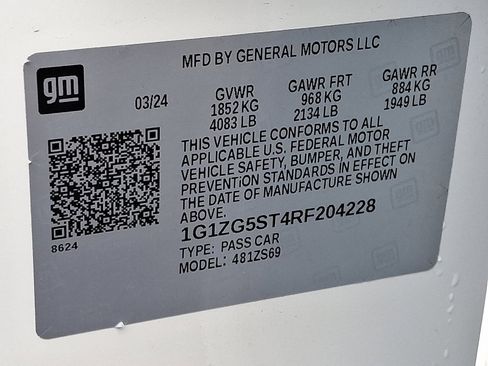 MFD BY GENERAL MOTORS LLC
gm
03/24
GVWR GAWR FRT GAWR RR
1852 KG 968 KG 884 KG
4083 LB 2134 LB 1949 LB
THIS VEHICLE CONFORMS TO ALL
APPLICABLE U.S. FEDERAL MOTOR
VEHICLE SAFETY, BUMPER, AND THEFT
PREVENTION STANDARDS IN EFFECT ON
THE DATE OF MANUFACTURE SHOWN
ABOVE.
8624
1G1ZG5ST4RF204228
TYPE: PASS CAR
MODEL: 481ZS69